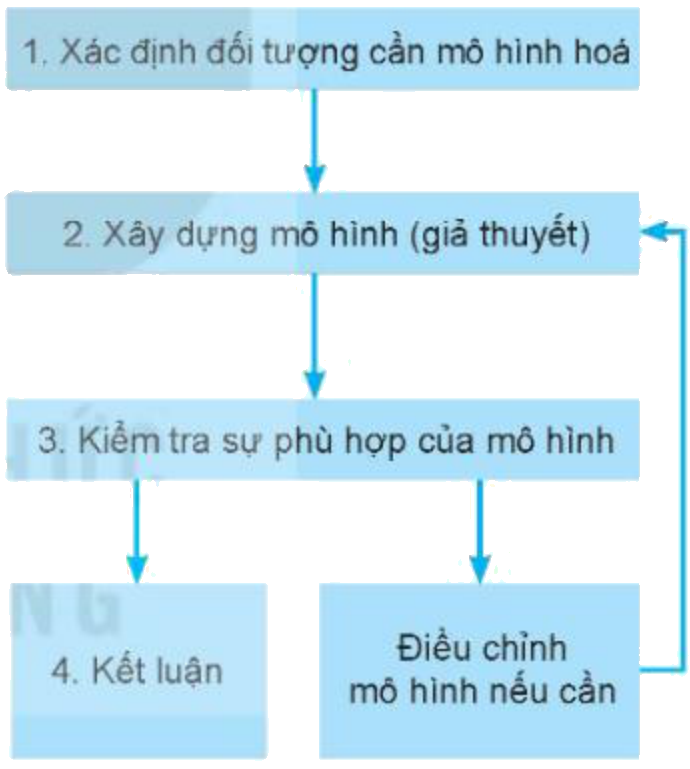 1. Xác định đối tượng cần mô hình hoá
2. Xây dựng mô hình (giả thuyết)
3. Kiểm tra sự phù hợp của mô hình
4. Kết luận
Điều chỉnh
mô hình nếu cần